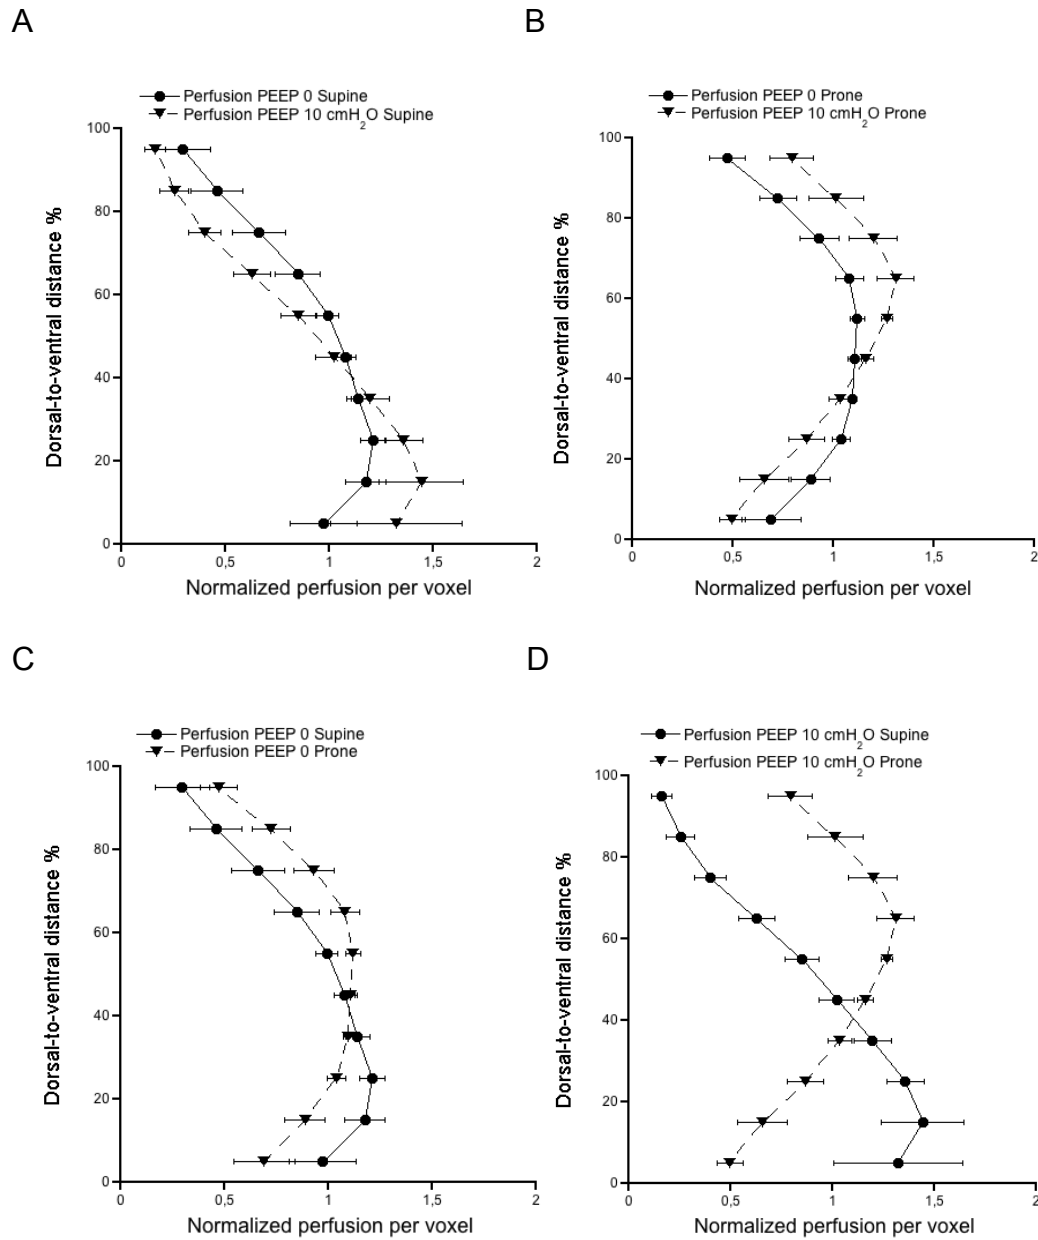 A
Perfusion PEEP 0 Supine
Perfusion PEEP 10 cmH2O Supine
Dorsal-to-ventral distance %
100
80
60
40
20
0
0 0,5 1 1,5 2
Normalized perfusion per voxel
B
Perfusion PEEP 0 Prone
Perfusion PEEP 10 cmH2O Prone
Dorsal-to-ventral distance %
100
80
60
40
20
0
0 0,5 1 1,5 2
Normalized perfusion per voxel
C
Perfusion PEEP 0 Supine
Perfusion PEEP 0 Prone
Dorsal-to-ventral distance %
100
80
60
40
20
0
0 0,5 1 1,5 2
Normalized perfusion per voxel
D
Perfusion PEEP 10 cmH2O Supine
Perfusion PEEP 10 cmH2O Prone
Dorsal-to-ventral distance %
100
80
60
40
20
0
0 0,5 1 1,5 2
Normalized perfusion per voxel